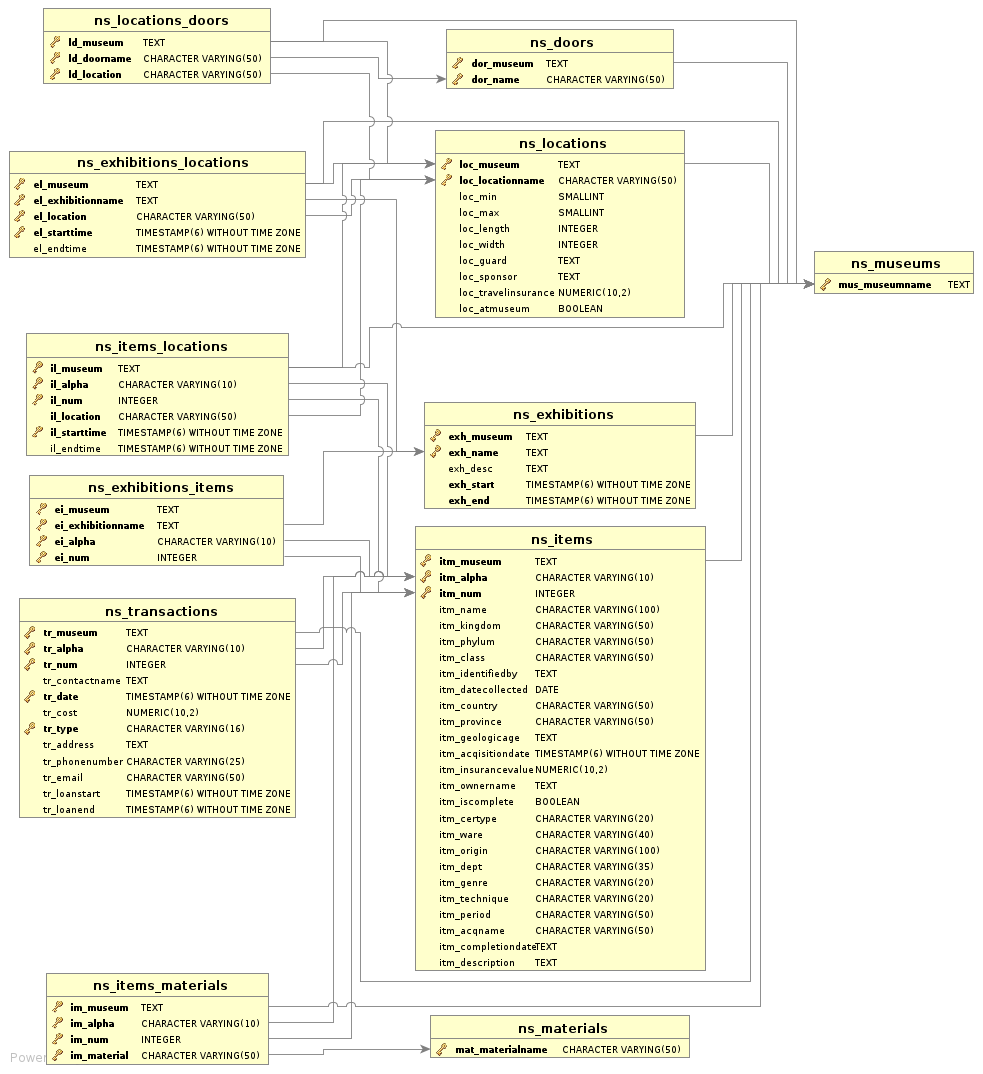 ns_locations_doors
ld_museum TEXT
ld_doorname CHARACTER VARYING(50)
ld_location CHARACTER VARYING(50)
ns_doors
dor_museum TEXT
dor_name CHARACTER VARYING(50)
ns_exhibitions_locations
el_museum TEXT
el_exhibitionname TEXT
el_location CHARACTER VARYING(50)
el_starttime TIMESTAMP(6) WITHOUT TIME ZONE
el_endtime TIMESTAMP(6) WITHOUT TIME ZONE
ns_locations
loc_museum TEXT
loc_locationname CHARACTER VARYING(50)
loc_min SMALLINT
loc_max SMALLINT
loc_length INTEGER
loc_width INTEGER
loc_guard TEXT
loc_sponsor TEXT
loc_travelinsurance NUMERIC(10,2)
loc_atmuseum BOOLEAN
ns_museums
mus_museumname TEXT
ns_items_locations
il_museum TEXT
il_alpha CHARACTER VARYING(10)
il_num INTEGER
il_location CHARACTER VARYING(50)
il_starttime TIMESTAMP(6) WITHOUT TIME ZONE
il_endtime TIMESTAMP(6) WITHOUT TIME ZONE
ns_exhibitions
exh_museum TEXT
exh_name TEXT
exh_desc TEXT
exh_start TIMESTAMP(6) WITHOUT TIME ZONE
exh_end TIMESTAMP(6) WITHOUT TIME ZONE
ns_exhibitions_items
ei_museum TEXT
ei_exhibitionname TEXT
ei_alpha CHARACTER VARYING(10)
ei_num INTEGER
ns_items
itm_museum TEXT
itm_alpha CHARACTER VARYING(10)
itm_num INTEGER
itm_name CHARACTER VARYING(100)
itm_kingdom CHARACTER VARYING(50)
itm_phylum CHARACTER VARYING(50)
itm_class CHARACTER VARYING(50)
itm_identifiedby TEXT
itm_datecollected DATE
itm_country CHARACTER VARYING(50)
itm_province CHARACTER VARYING(50)
itm_geologicage TEXT
itm_acqisitiondate TIMESTAMP(6) WITHOUT TIME ZONE
itm_insurancevalue NUMERIC(10,2)
itm_ownername TEXT
itm_iscomplete BOOLEAN
itm_certype CHARACTER VARYING(20)
itm_ware CHARACTER VARYING(40)
itm_origin CHARACTER VARYING(100)
itm_dept CHARACTER VARYING(35)
itm_genre CHARACTER VARYING(20)
itm_technique CHARACTER VARYING(20)
itm_period CHARACTER VARYING(50)
itm_acqname CHARACTER VARYING(50)
itm_completiondate TEXT
itm_description TEXT
ns_transactions
tr_museum TEXT
tr_alpha CHARACTER VARYING(10)
tr_num INTEGER
tr_contactname TEXT
tr_date TIMESTAMP(6) WITHOUT TIME ZONE
tr_cost NUMERIC(10,2)
tr_type CHARACTER VARYING(16)
tr_address TEXT
tr_phonenumber CHARACTER VARYING(25)
tr_email CHARACTER VARYING(50)
tr_loanstart TIMESTAMP(6) WITHOUT TIME ZONE
tr_loanend TIMESTAMP(6) WITHOUT TIME ZONE
ns_items_materials
im_museum TEXT
im_alpha CHARACTER VARYING(10)
im_num INTEGER
im_material CHARACTER VARYING(50)
ns_materials
mat_materialname CHARACTER VARYING(50)